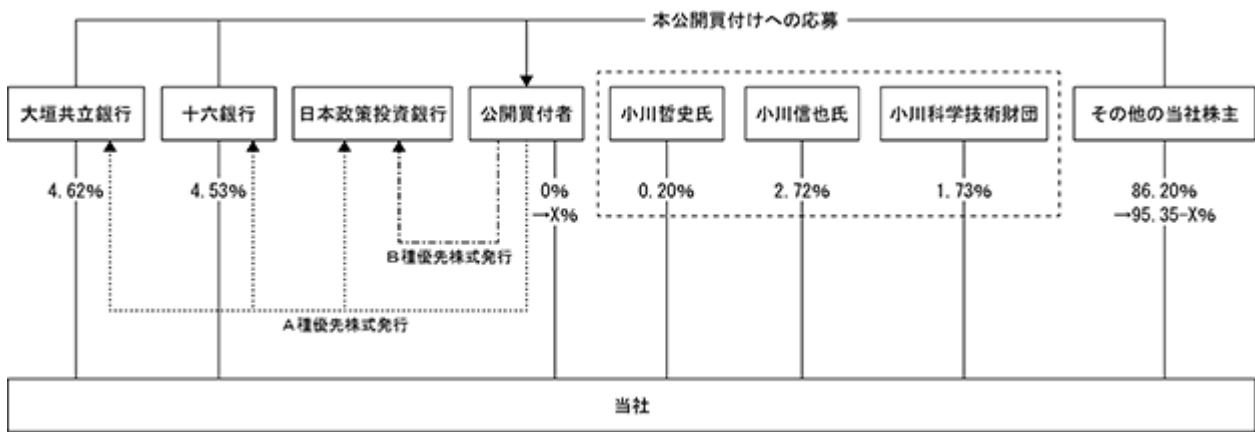 本公開買付けへの応募
大垣共立銀行
十六銀行
日本政策投資銀行
公開買付者
小川哲史氏
小川信也氏
小川科学技術財団
その他の当社株主
4.62%
4.53%
0%
→X%
0.20%
2.72%
1.73%
86.20%
→95.35-X%
B種優先株式発行
A種優先株式発行
当社